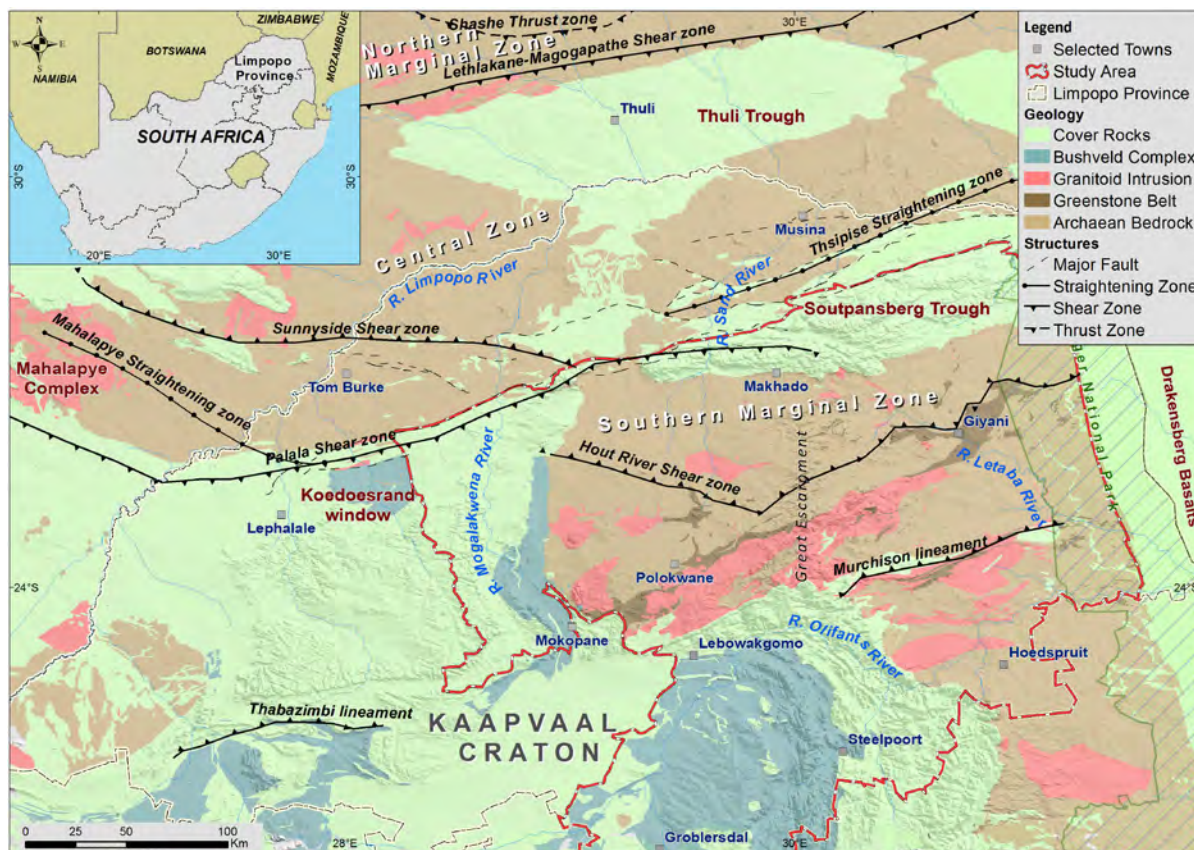 ZIMBABWE
BOTSWANA
MOZAMBIQUE
NAMIBIA
N
W
E
S
Limpopo
Province
SOUTH AFRICA
30°S
30°S
20°E
30°E
30°E
Shashe Thrust zone
Northern
Marginal Zone
Lethlakane-Magogapathe Shear zone
Thuli
Thuli Trough
Legend
Selected Towns
Study Area
Limpopo Province
Geology
Cover Rocks
Bushveld Complex
Granitoid Intrusion
Greenstone Belt
Archaean Bedrock
Structures
Major Fault
Straightening Zone
Shear Zone
Thrust Zone
Central Zone
R. Limpopo River
Musina
Thsipise Straightening zone
R. Sand River
Soutpansberg Trough
Sunnyside Shear zone
Mahalapye Straightening zone
Mahalapye
Complex
Tom Burke
Makhado
Southern Marginal Zone
Giyani
Palala Shear zone
Hout River Shear zone
R. Mogalakwena River
Koedoesrand
window
Lephalale
Great Escarpment
R. Letaba River
ger National Park
Drakensberg Basalts
24°S
24°S
Polokwane
Murchison lineament
Mokopane
Lebowakgomo
R. Olifants River
Hoedspruit
Thabazimbi lineament
KAAPVAAL
CRATON
Steelpoort
Groblersdal
0 25 50 100
Km
28°E
30°E